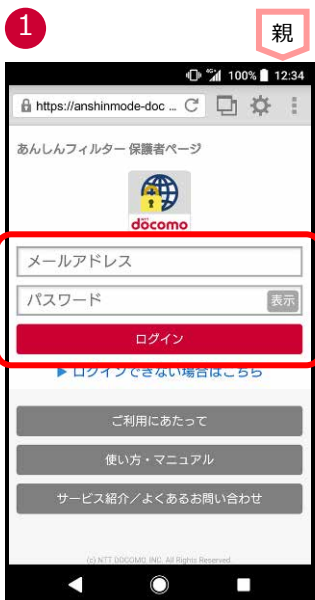 1
親
4G 100% 12:34
https://anshinmode-doc ...
あんしんフィルター 保護者ページ
NTT
döcomo
メールアドレス
パスワード
表示
ログイン
▶ ログインできない場合はこちら
ご利用にあたって
使い方・マニュアル
サービス紹介／よくあるお問い合わせ
(c) NTT DOCOMO, INC. All Rights Reserved.